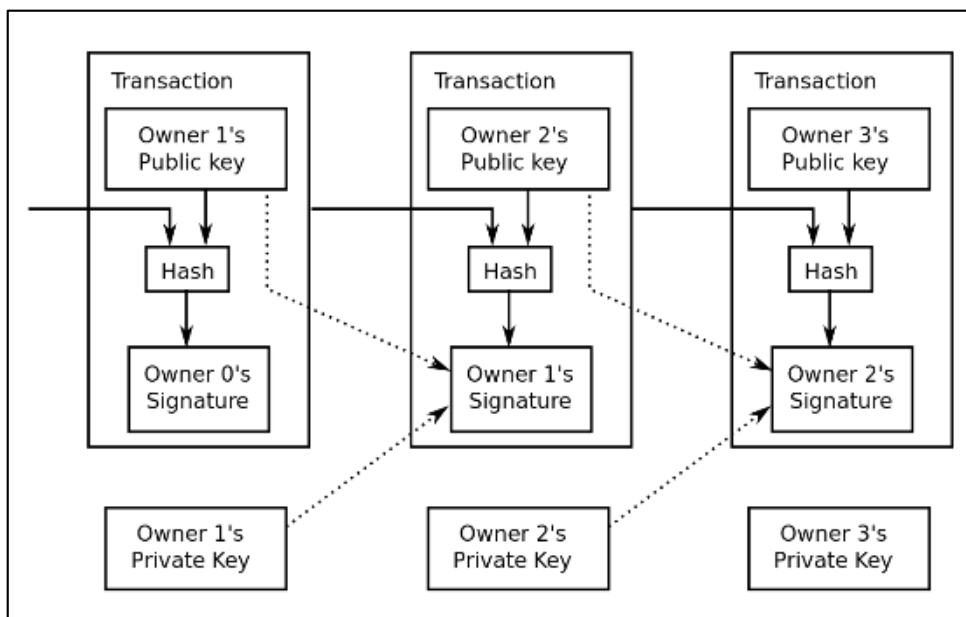 Transaction
Owner 1's
Public key
Hash
Owner 0's
Signature
Transaction
Owner 2's
Public key
Hash
Owner 1's
Signature
Transaction
Owner 3's
Public key
Hash
Owner 2's
Signature
Owner 1's
Private Key
Owner 2's
Private Key
Owner 3's
Private Key